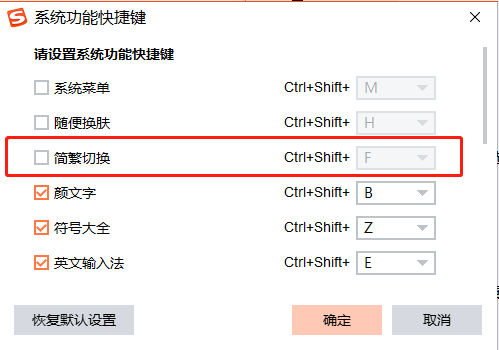 系统功能快捷键
请设置系统功能快捷键
系统菜单 Ctrl+Shift+ M
随便换肤 Ctrl+Shift+ H
简繁切换 Ctrl+Shift+ F
颜文字 Ctrl+Shift+ B
符号大全 Ctrl+Shift+ Z
英文输入法 Ctrl+Shift+ E
恢复默认设置 确定 取消